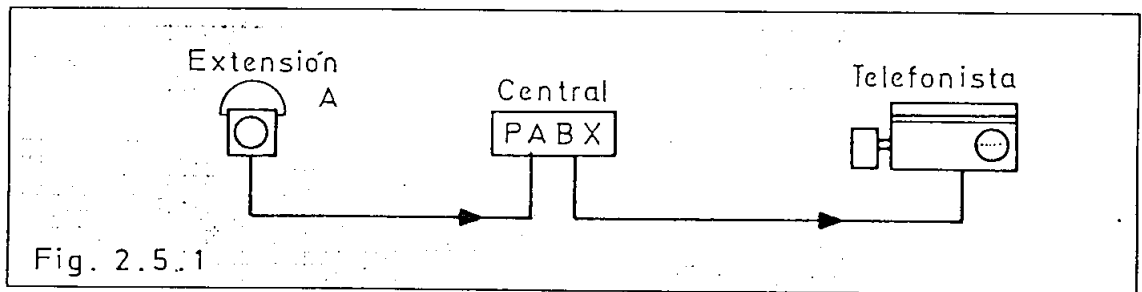 Extensión
A
Central
PABX
Telefonista
Fig. 2.5.1